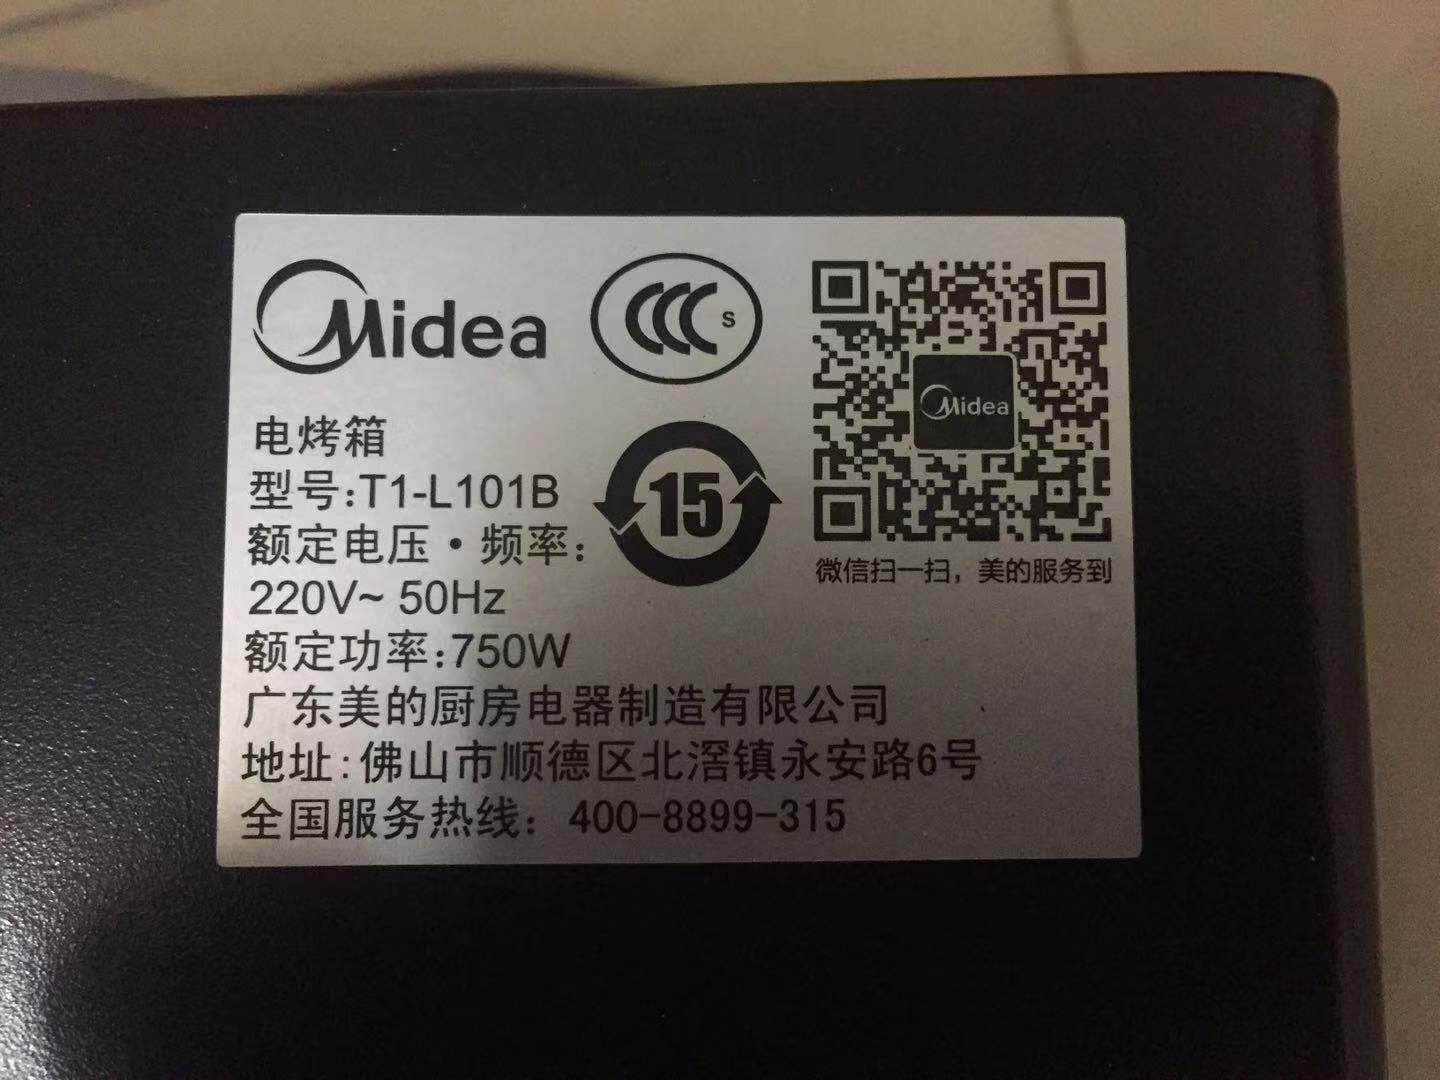 Midea
CCC S
Midea
电烤箱
型号:T1-L101B
额定电压·频率:
220V~ 50Hz
15
微信扫一扫，美的服务到
额定功率:750W
广东美的厨房电器制造有限公司
地址:佛山市顺德区北滘镇永安路6号
全国服务热线：400-8899-315